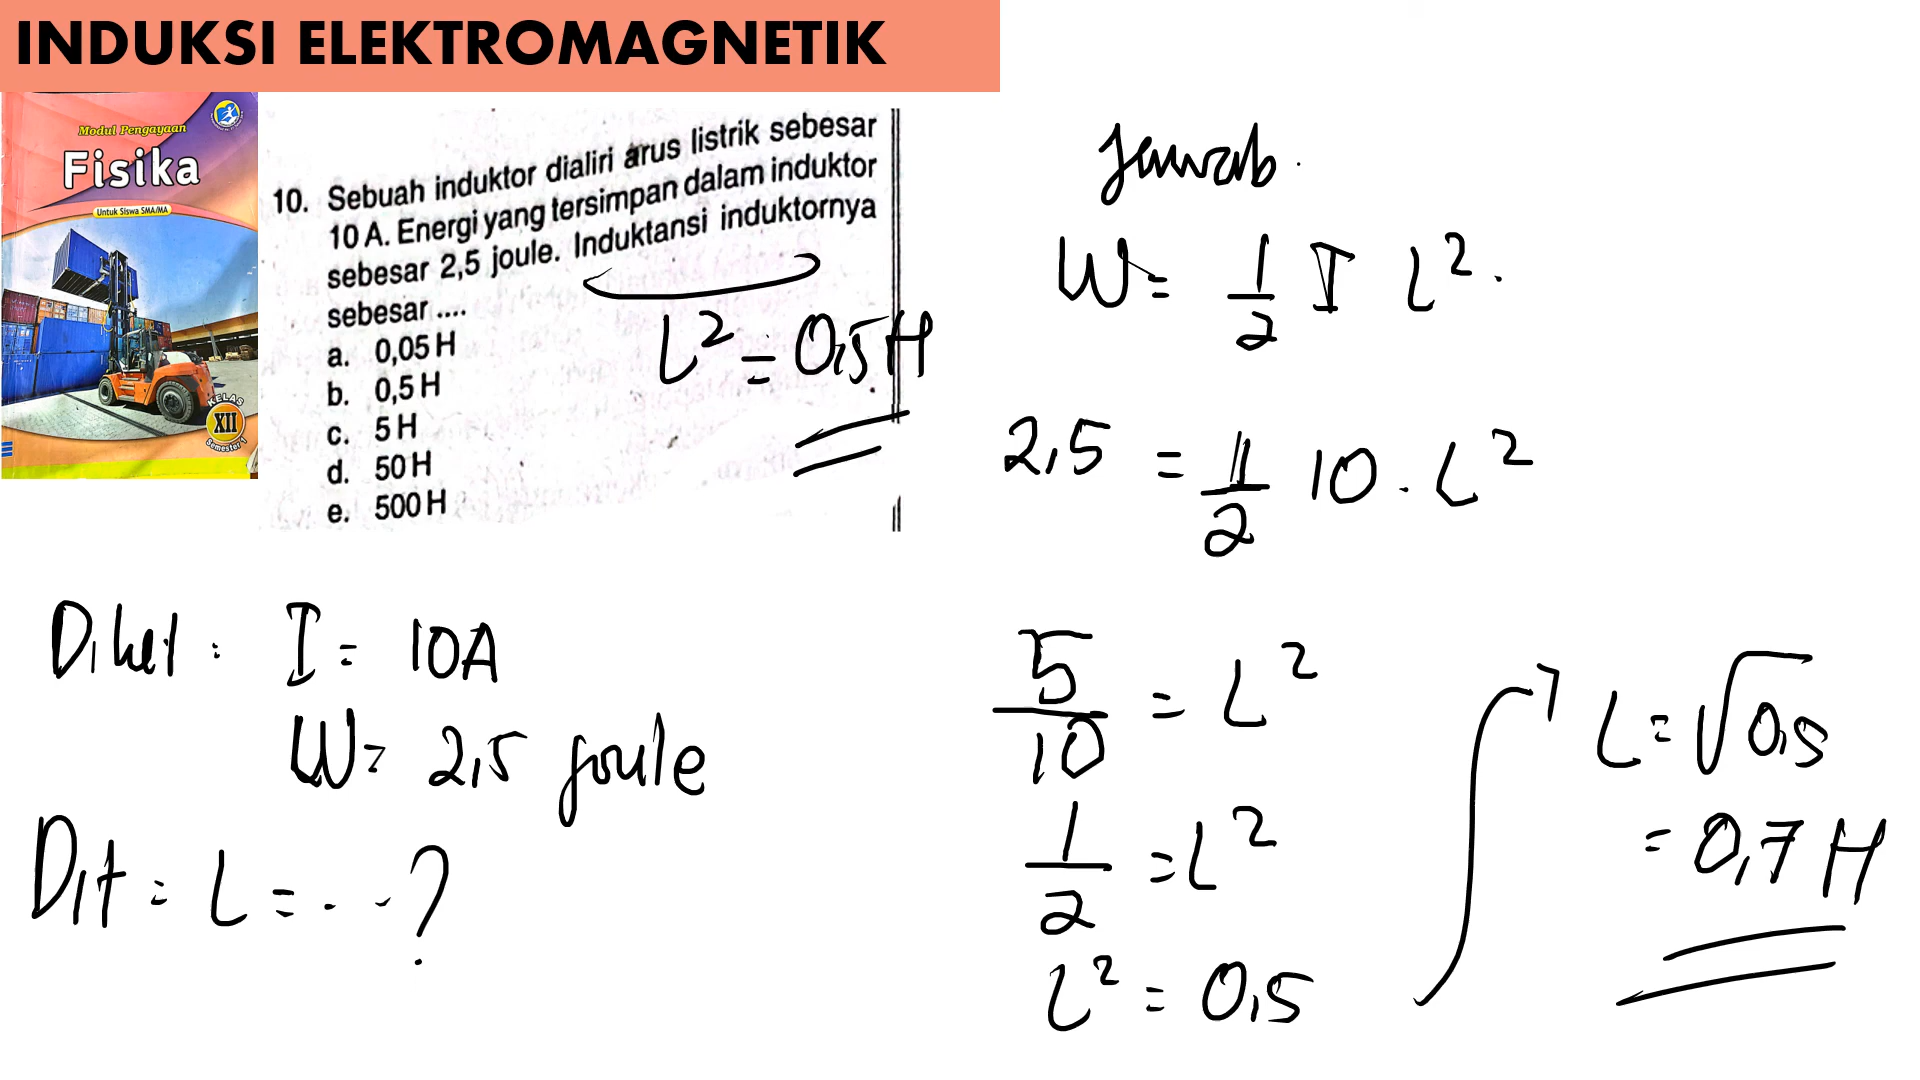 INDUKSI ELEKTROMAGNETIK
Modul Pengayaan
Fisika
Untuk Siswa SMA/MA
KELAS
XII
Semester 1
10. Sebuah induktor dialiri arus listrik sebesar
10 A. Energi yang tersimpan dalam induktor
sebesar 2,5 joule. Induktansi induktornya
sebesar ....
a. 0,05 H
b. 0,5 H
c. 5 H
d. 50 H
e. 500 H
L² = 0,5 H
Diket : I = 10A
W = 2,5 joule
Dit = L = . . . ?
Jawab.
W = 1/2 I L².
2,5 = 1/2 10 . L²
5/10 = L²
1/2 = L²
L² = 0,5
L = √0,5
= 0,7 H